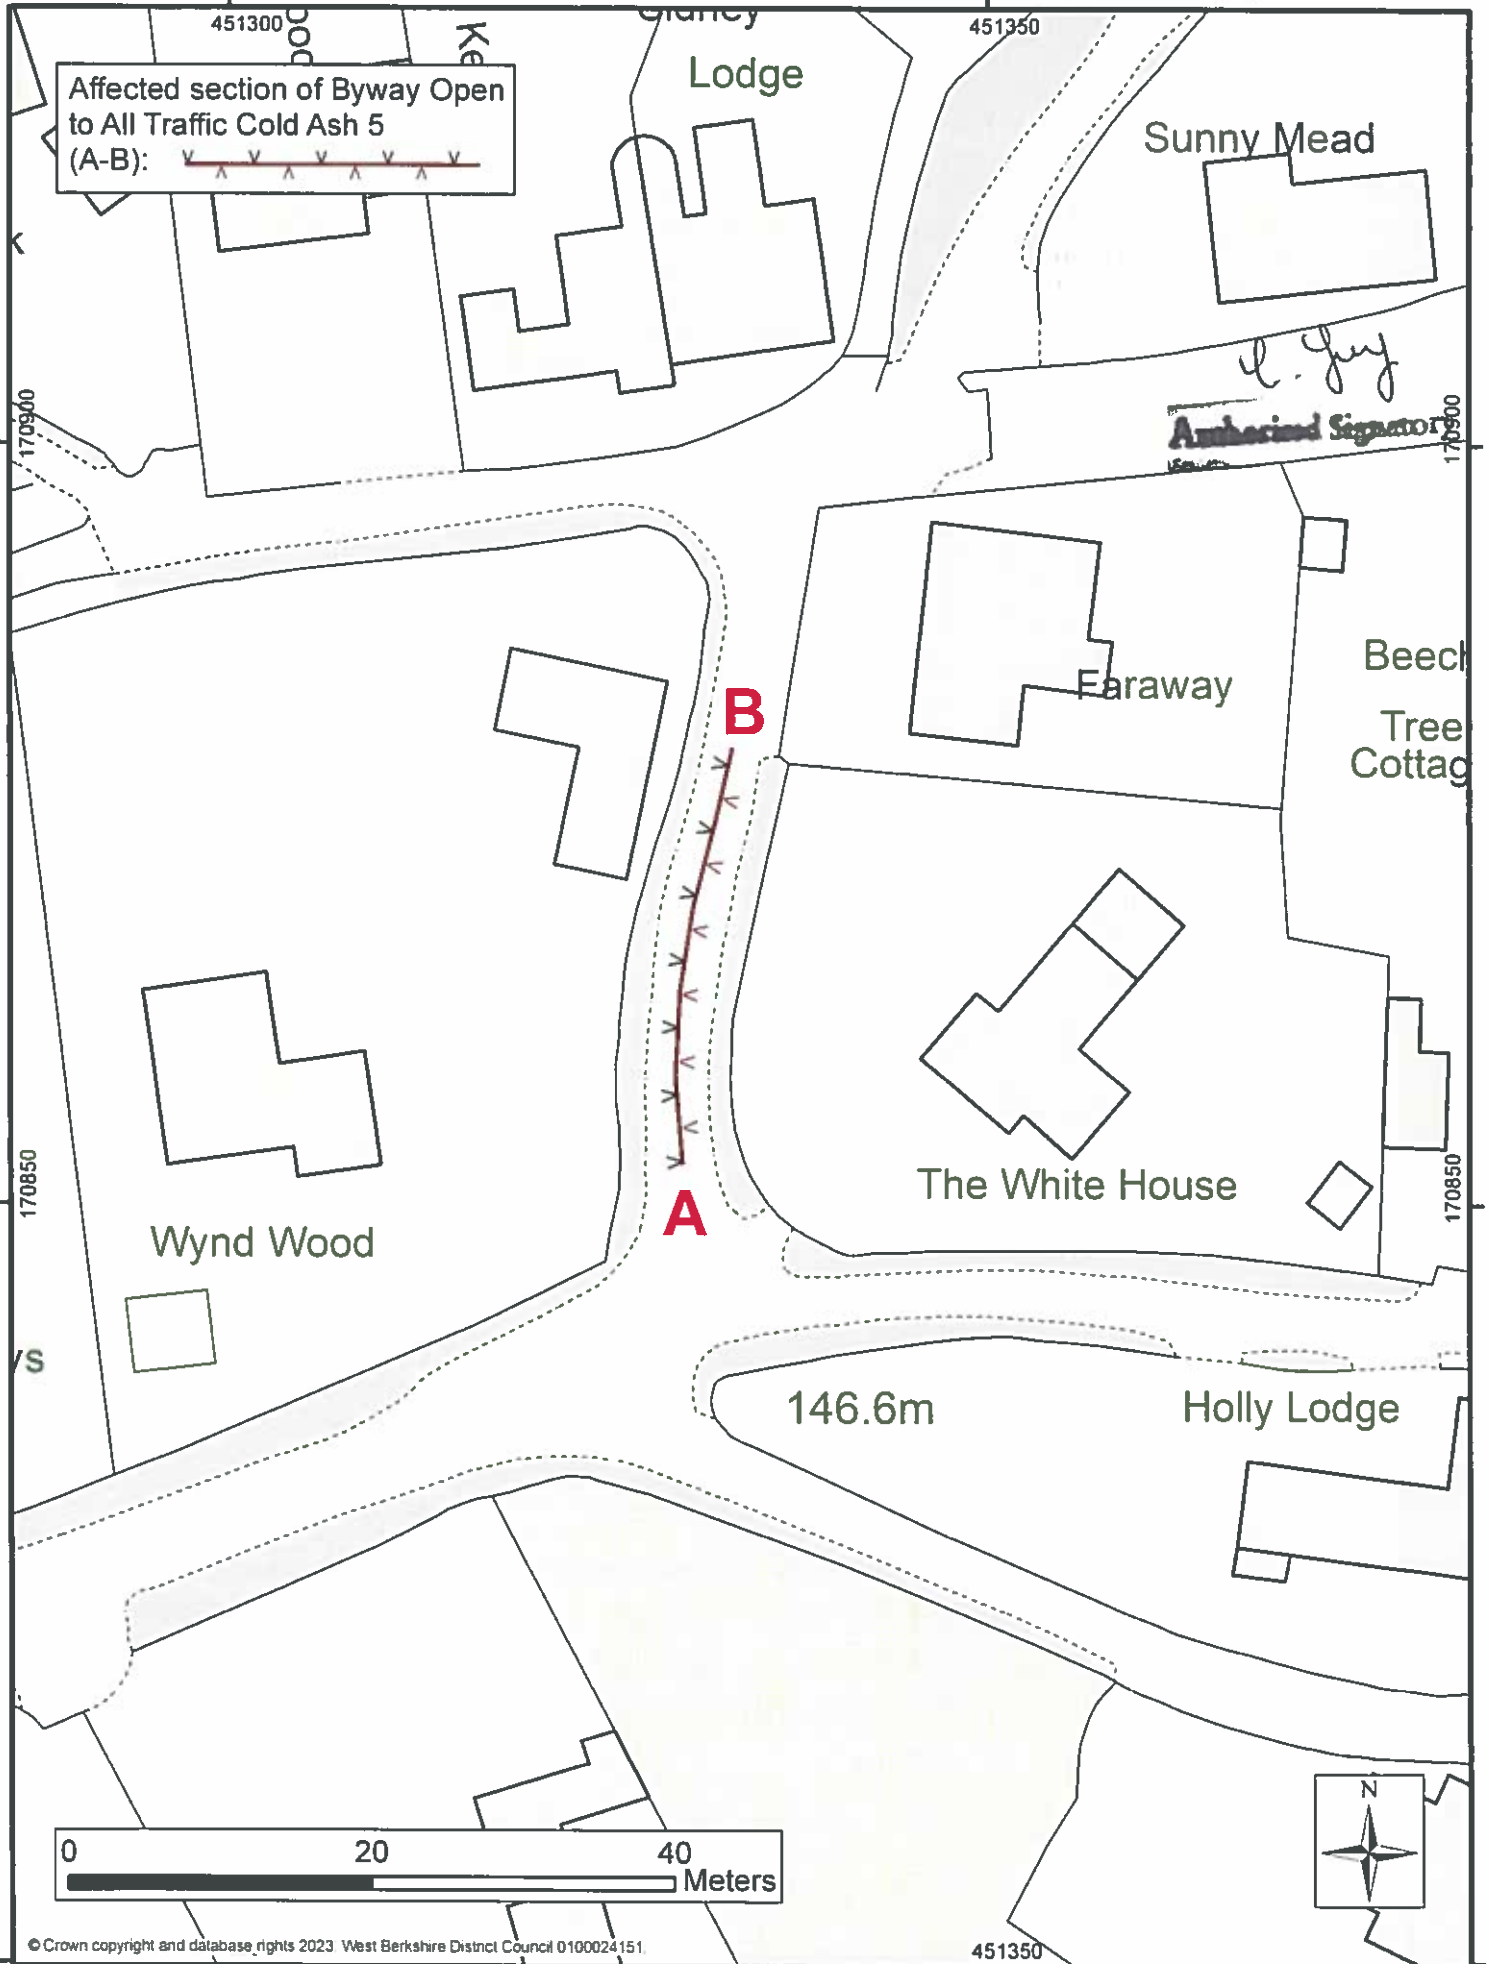 451300
451350
Lodge
Affected section of Byway Open
to All Traffic Cold Ash 5
(A-B):
Sunny Mead
170900
170900
Authorised Signatory
Beech
Faraway
B
Tree
Cottag
170850
170850
The White House
A
Wynd Wood
146.6m
Holly Lodge
N
0 20 40
Meters
© Crown copyright and database rights 2023. West Berkshire District Council 0100024151.
451350